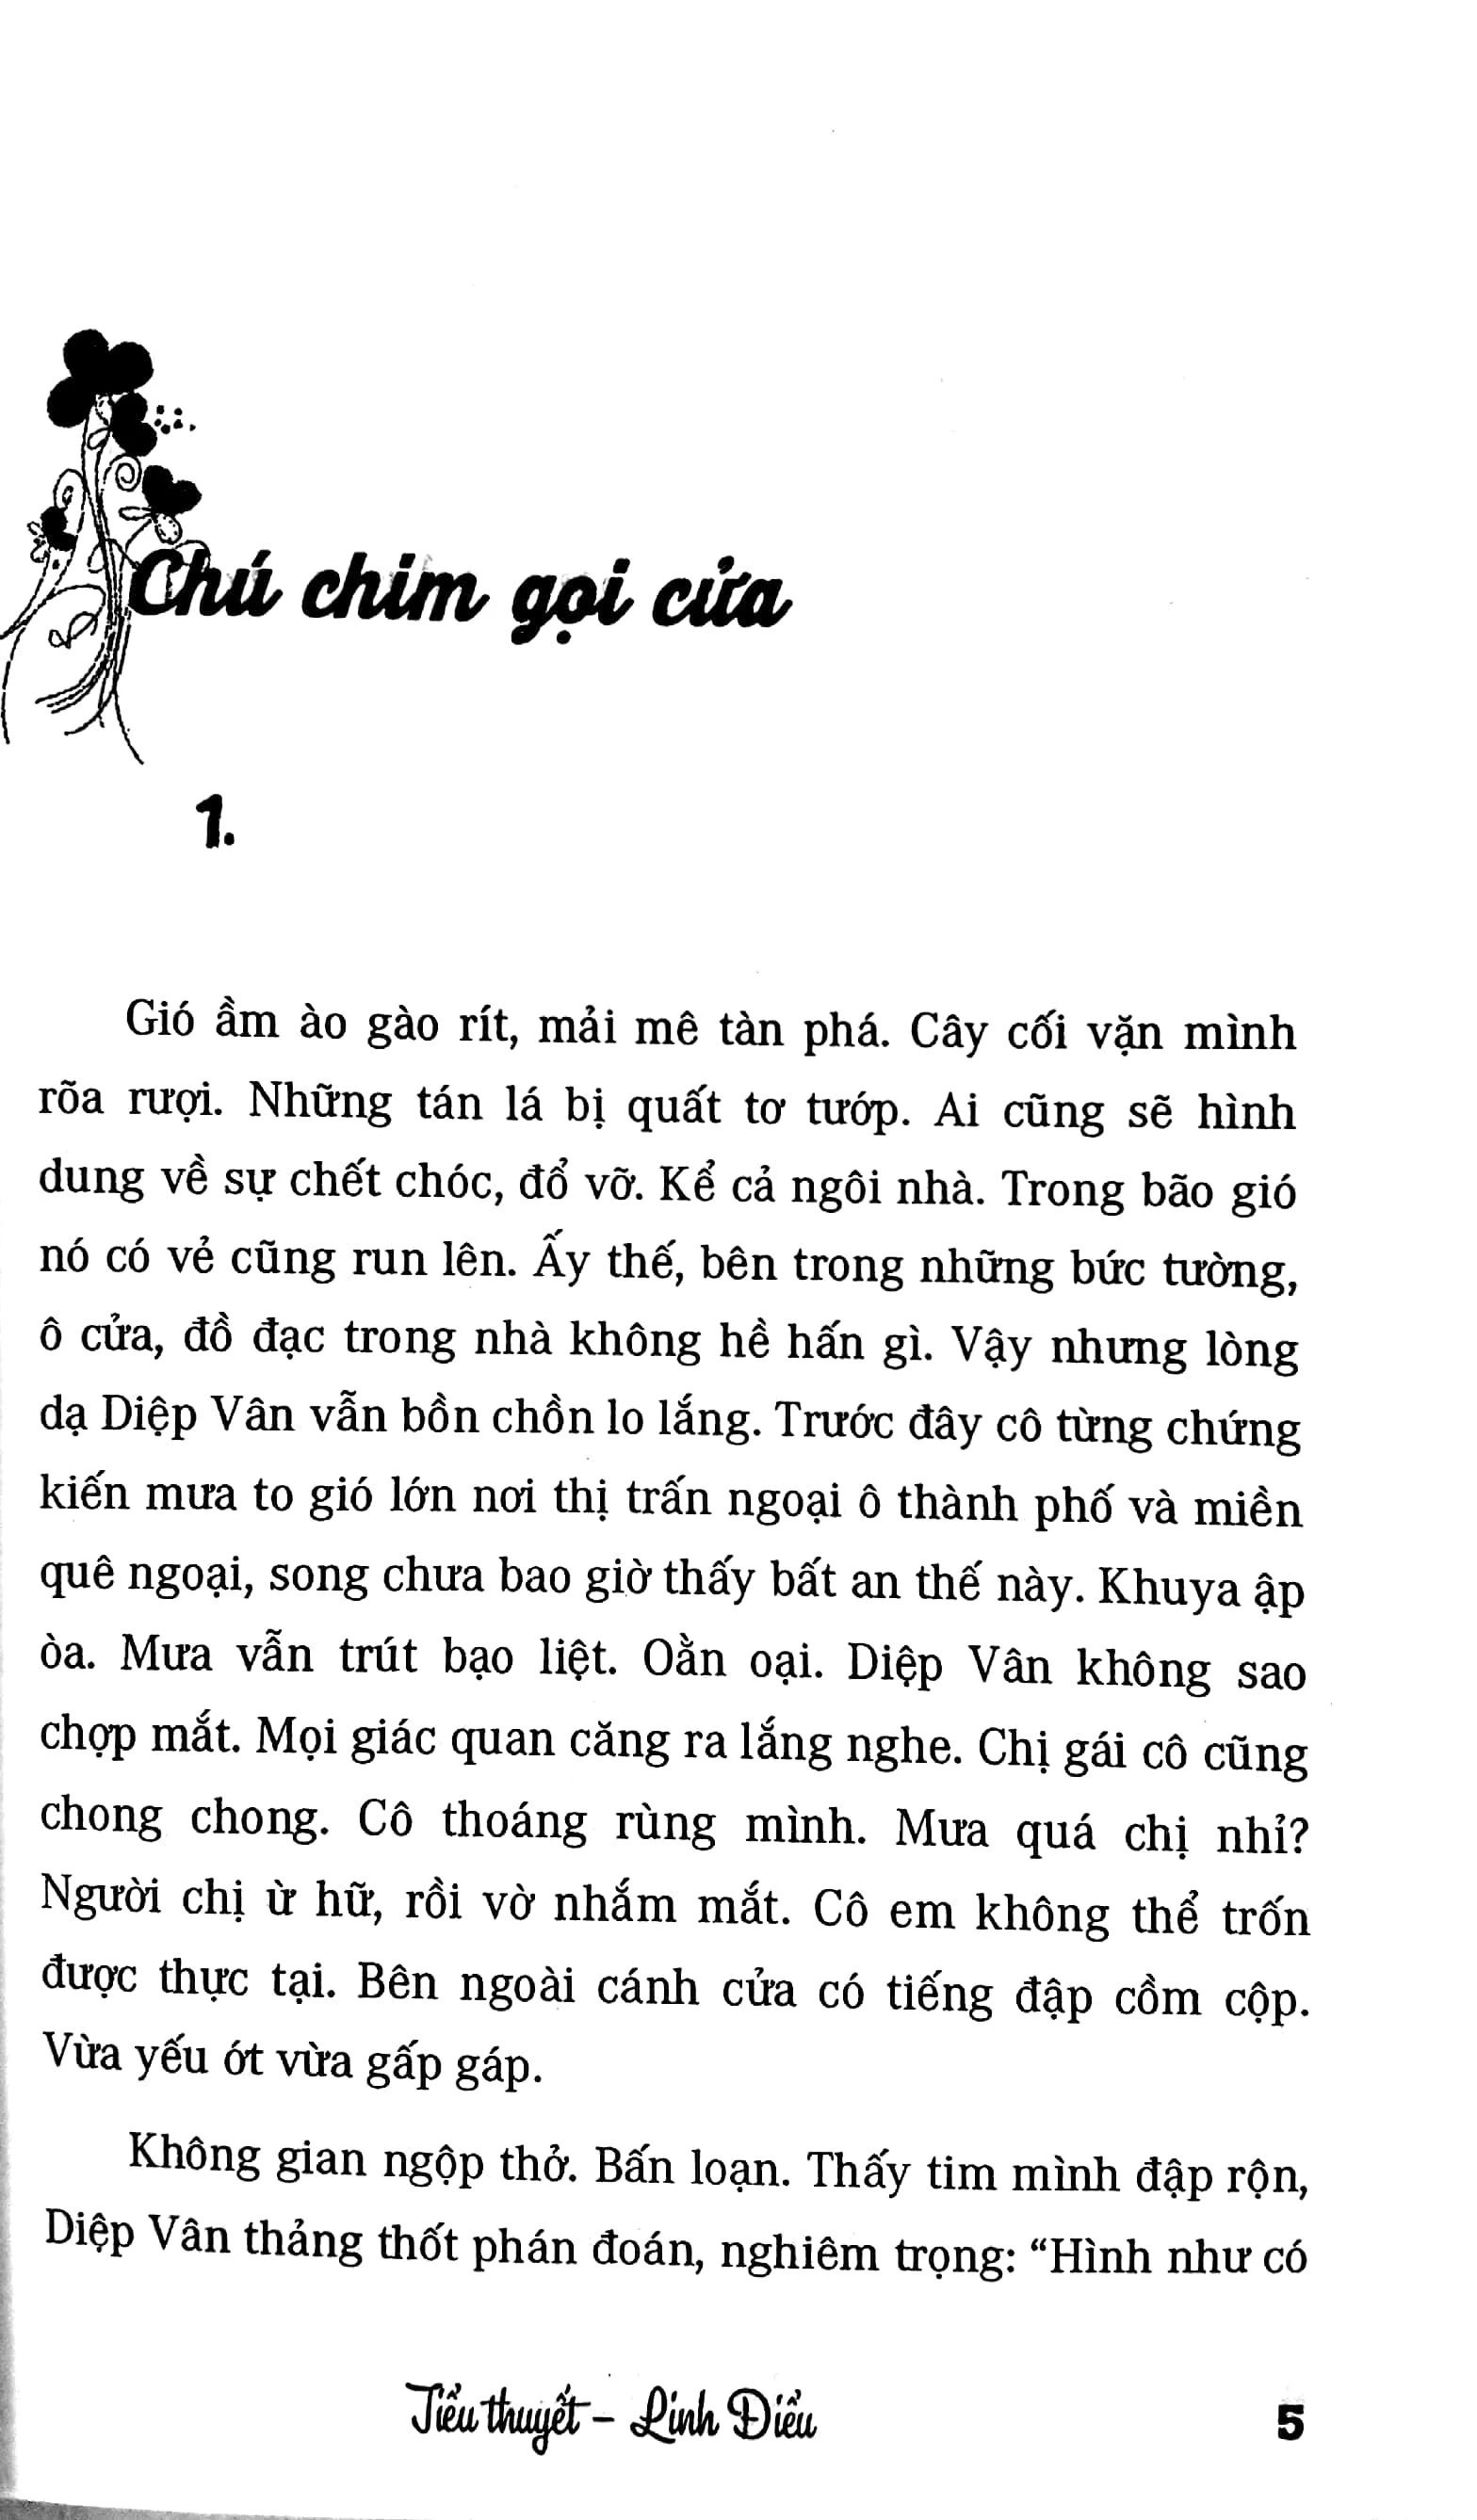 Chú chim gọi cửa
1.
Gió ầm ào gào rít, mải mê tàn phá. Cây cối vặn mình
rõa rượi. Những tán lá bị quất tơ tướp. Ai cũng sẽ hình
dung về sự chết chóc, đổ vỡ. Kể cả ngôi nhà. Trong bão gió
nó có vẻ cũng run lên. Ấy thế, bên trong những bức tường,
ô cửa, đồ đạc trong nhà không hề hấn gì. Vậy nhưng lòng
dạ Diệp Vân vẫn bồn chồn lo lắng. Trước đây cô từng chứng
kiến mưa to gió lớn nơi thị trấn ngoại ô thành phố và miền
quê ngoại, song chưa bao giờ thấy bất an thế này. Khuya ập
òa. Mưa vẫn trút bạo liệt. Oằn oại. Diệp Vân không sao
chợp mắt. Mọi giác quan căng ra lắng nghe. Chị gái cô cũng
chong chong. Cô thoáng rùng mình. Mưa quá chị nhỉ?
Người chị ừ hữ, rồi vờ nhắm mắt. Cô em không thể trốn
được thực tại. Bên ngoài cánh cửa có tiếng đập cồm cộp.
Vừa yếu ớt vừa gấp gáp.
Không gian ngộp thở. Bấn loạn. Thấy tim mình đập rộn,
Diệp Vân thảng thốt phán đoán, nghiêm trọng: “Hình như có
Tiểu thuyết – Linh Điểu
5